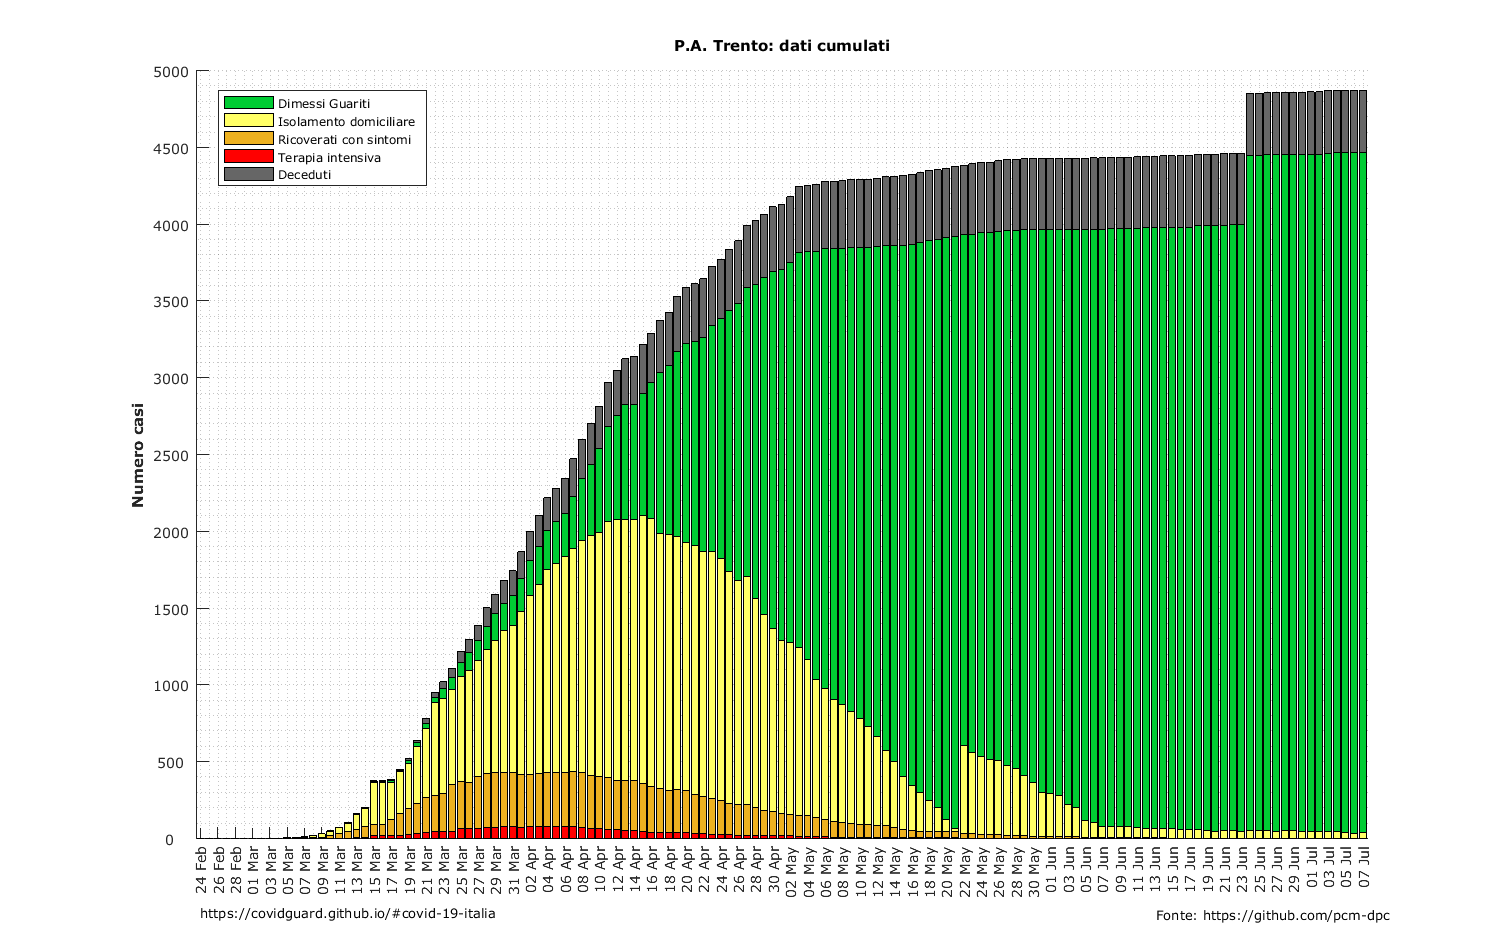 P.A. Trento: dati cumulati
5000
4500
4000
3500
3000
2500
2000
1500
1000
500
0
Numero casi
Dimessi Guariti
Isolamento domiciliare
Ricoverati con sintomi
Terapia intensiva
Deceduti
24 Feb
26 Feb
28 Feb
01 Mar
03 Mar
05 Mar
07 Mar
09 Mar
11 Mar
13 Mar
15 Mar
17 Mar
19 Mar
21 Mar
23 Mar
25 Mar
27 Mar
29 Mar
31 Mar
02 Apr
04 Apr
06 Apr
08 Apr
10 Apr
12 Apr
14 Apr
16 Apr
18 Apr
20 Apr
22 Apr
24 Apr
26 Apr
28 Apr
30 Apr
02 May
04 May
06 May
08 May
10 May
12 May
14 May
16 May
18 May
20 May
22 May
24 May
26 May
28 May
30 May
01 Jun
03 Jun
05 Jun
07 Jun
09 Jun
11 Jun
13 Jun
15 Jun
17 Jun
19 Jun
21 Jun
23 Jun
25 Jun
27 Jun
29 Jun
01 Jul
03 Jul
05 Jul
07 Jul
https://covidguard.github.io/#covid-19-italia
Fonte: https://github.com/pcm-dpc